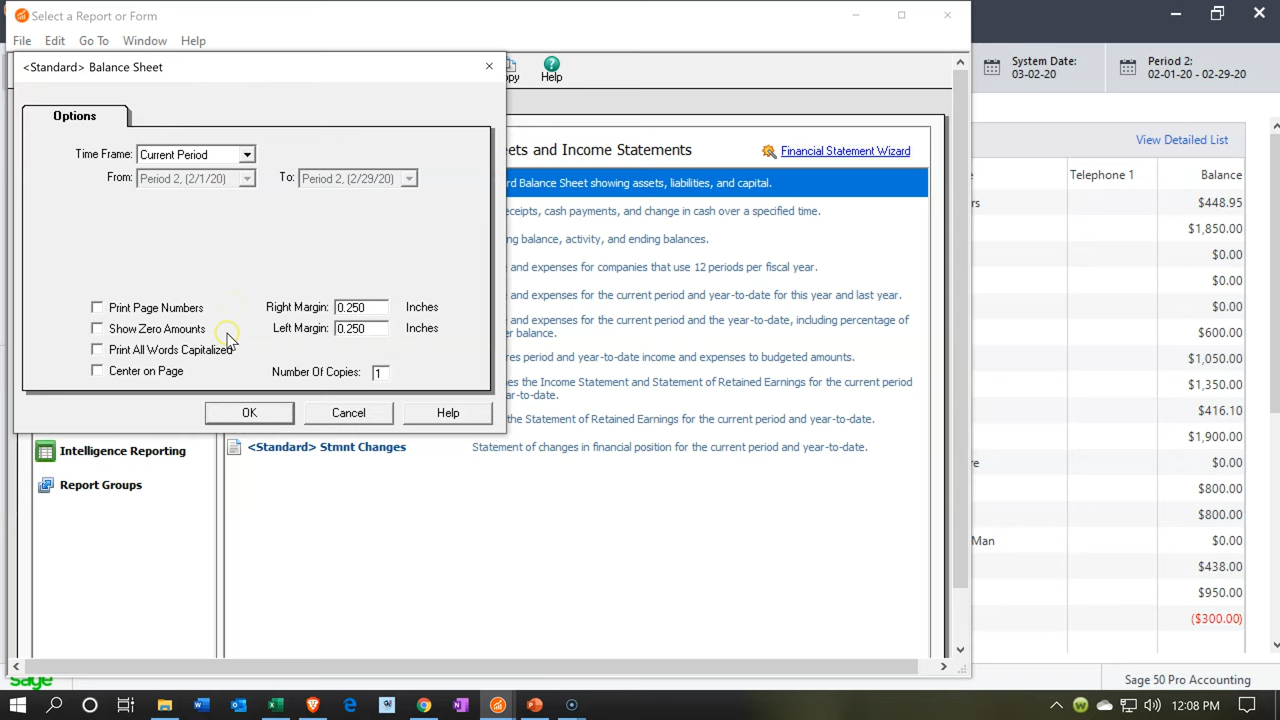 Select a Report or Form
File Edit Go To Window Help
<Standard> Balance Sheet
Help
System Date:
03-02-20
Period 2:
02-01-20 - 02-29-20
Options
View Detailed List
Time Frame: Current Period
From: Period 2, (2/1/20) To: Period 2, (2/29/20)
Financial Statement Wizard
and Income Statements
Balance Sheet showing assets, liabilities, and capital.
cash payments, and change in cash over a specified time.
balance, activity, and ending balances.
and expenses for companies that use 12 periods per fiscal year.
and expenses for the current period and year-to-date for this year and last year.
and expenses for the current period and the year-to-date, including percentage of
balance.
period and year-to-date income and expenses to budgeted amounts.
the Income Statement and Statement of Retained Earnings for the current period
the Statement of Retained Earnings for the current period and year-to-date.
<Standard> Stmnt Changes Statement of changes in financial position for the current period and year-to-date.
Print Page Numbers
Show Zero Amounts
Print All Words Capitalized
Center on Page
Right Margin: 0.250 Inches
Left Margin: 0.250 Inches
Number Of Copies: 1
OK Cancel Help
Intelligence Reporting
Report Groups
Telephone 1 Balance
$448.95
$1,850.00
$0.00
$0.00
$0.00
$60.00
$1,050.00
$1,350.00
$416.10
$1,900.00
$0.00
$800.00
$800.00
Man $0.00
$438.00
$950.00
($300.00)
sage
Sage 50 Pro Accounting
12:08 PM